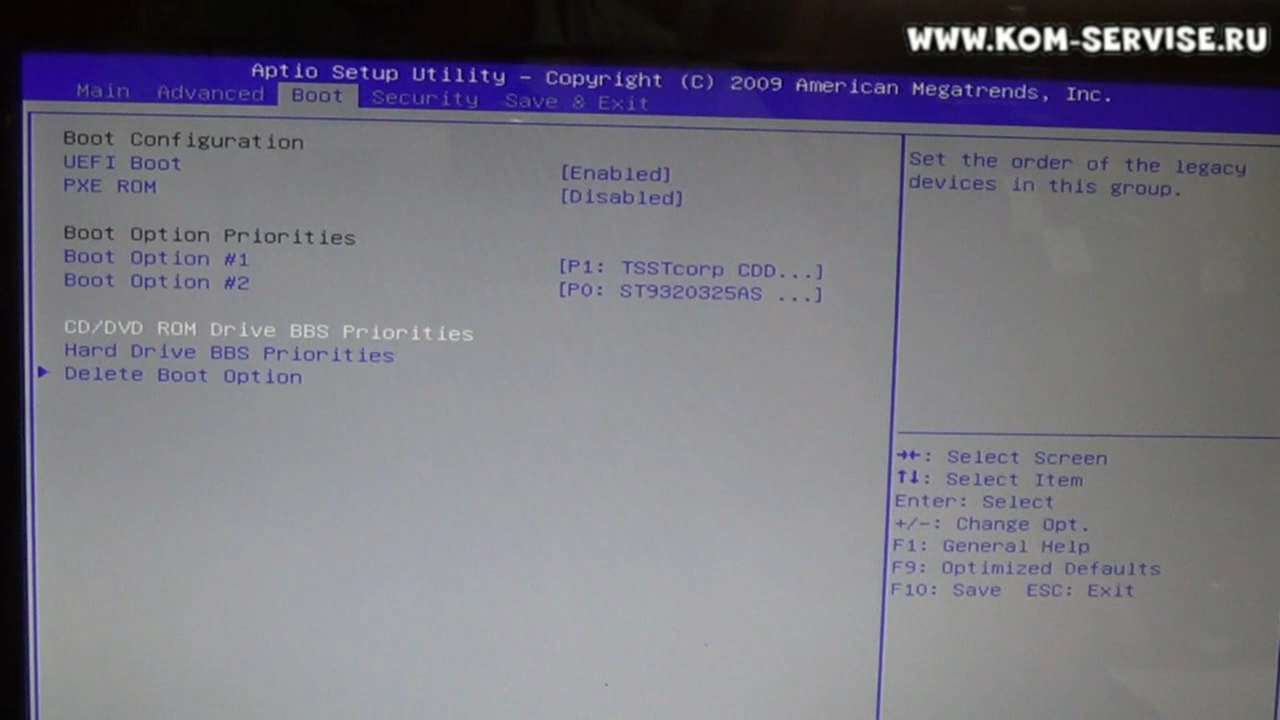 WWW.KOM-SERVISE.RU
Aptio Setup Utility - Copyright (C) 2009 American Megatrends, Inc.
Main Advanced Boot Security Save & Exit
Boot Configuration
UEFI Boot [Enabled]
PXE ROM [Disabled]
Boot Option Priorities
Boot Option #1 [P1: TSSTcorp CDD...]
Boot Option #2 [P0: ST9320325AS ...]
CD/DVD ROM Drive BBS Priorities
Hard Drive BBS Priorities
Delete Boot Option
Set the order of the legacy
devices in this group.
→←: Select Screen
↑↓: Select Item
Enter: Select
+/-: Change Opt.
F1: General Help
F9: Optimized Defaults
F10: Save ESC: Exit